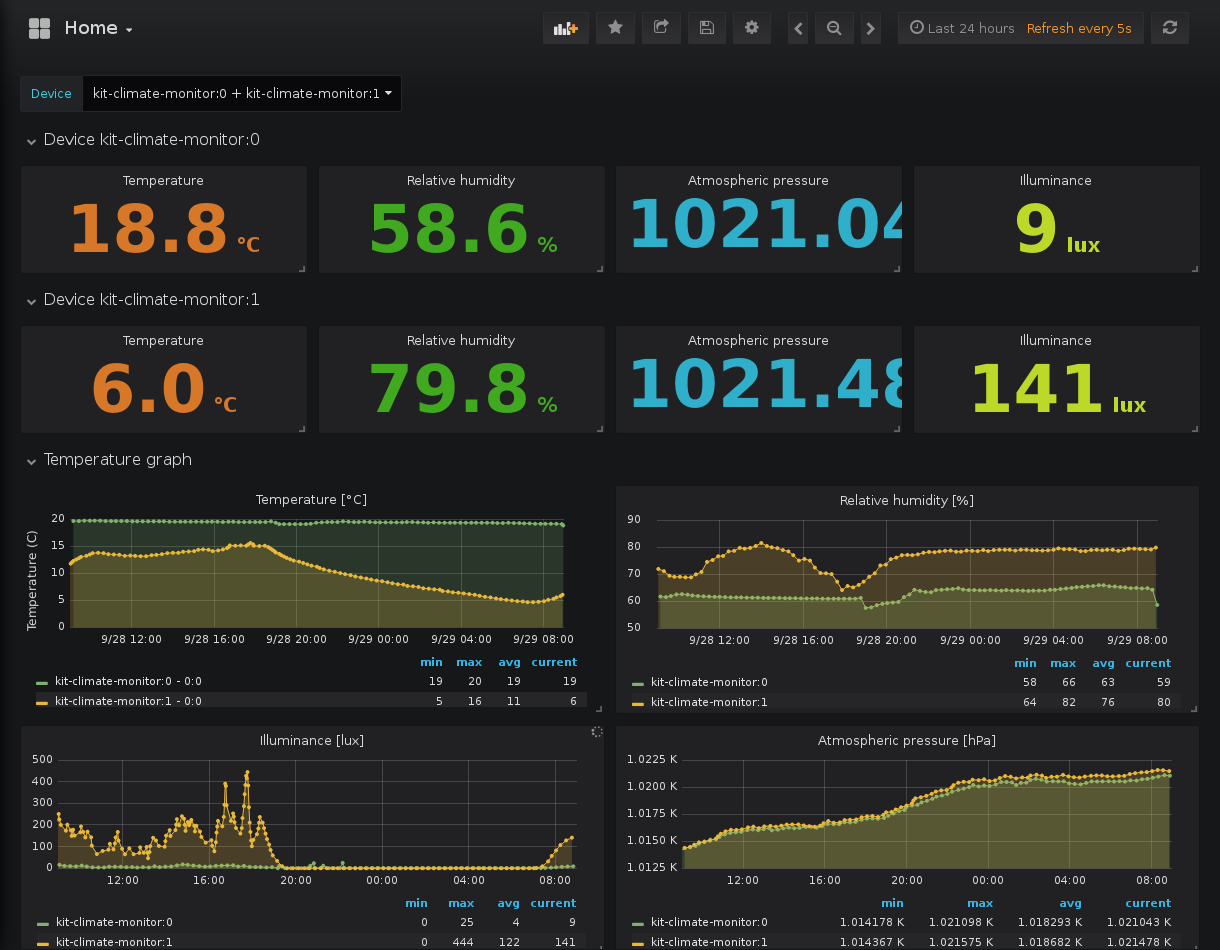 Home
Last 24 hours Refresh every 5s
Device kit-climate-monitor:0 + kit-climate-monitor:1
Device kit-climate-monitor:0
Temperature Relative humidity Atmospheric pressure Illuminance
18.8 °C 58.6 % 1021.04 9 lux
Device kit-climate-monitor:1
Temperature Relative humidity Atmospheric pressure Illuminance
6.0 °C 79.8 % 1021.48 141 lux
Temperature graph
Temperature [°C]
Temperature (C)
20
15
10
5
0
9/28 12:00 9/28 16:00 9/28 20:00 9/29 00:00 9/29 04:00 9/29 08:00
min max avg current
kit-climate-monitor:0 - 0:0 19 20 19 19
kit-climate-monitor:1 - 0:0 5 16 11 6
Relative humidity [%]
90
80
70
60
50
9/28 12:00 9/28 16:00 9/28 20:00 9/29 00:00 9/29 04:00 9/29 08:00
min max avg current
kit-climate-monitor:0 58 66 63 59
kit-climate-monitor:1 64 82 76 80
Illuminance [lux]
500
400
300
200
100
0
12:00 16:00 20:00 00:00 04:00 08:00
min max avg current
kit-climate-monitor:0 0 25 4 9
kit-climate-monitor:1 0 444 122 141
Atmospheric pressure [hPa]
1.0225 K
1.0200 K
1.0175 K
1.0150 K
1.0125 K
12:00 16:00 20:00 00:00 04:00 08:00
min max avg current
kit-climate-monitor:0 1.014178 K 1.021098 K 1.018293 K 1.021043 K
kit-climate-monitor:1 1.014367 K 1.021575 K 1.018682 K 1.021478 K